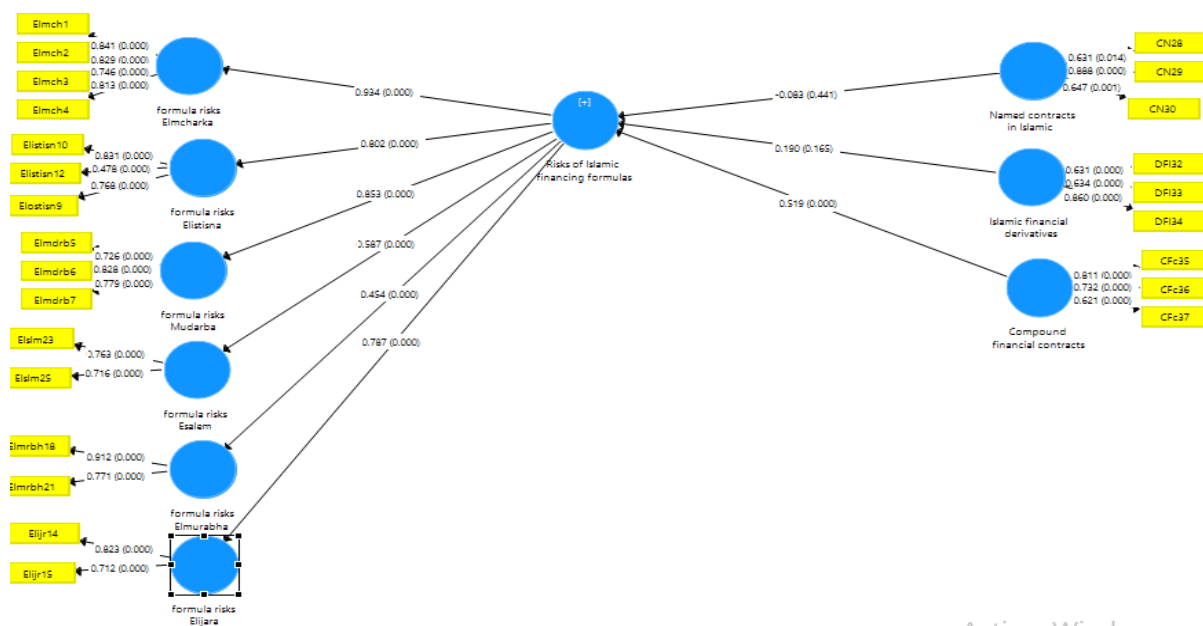 Elmch1
0.841 (0.000)
Elmch2
0.829 (0.000)
0.746 (0.000)
Elmch3
0.813 (0.000)
Elmch4
formula risks
Elmcharka
Elistisn10
0.831 (0.000)
Elistisn12
0.478 (0.000)
0.768 (0.000)
Elostisn9
formula risks
Elistisna
Elmdrb5
0.726 (0.000)
Elmdrb6
0.828 (0.000)
0.779 (0.000)
Elmdrb7
formula risks
Mudarba
Elslm23
0.763 (0.000)
Elslm25
0.716 (0.000)
formula risks
Esalem
Elmrbh18
0.912 (0.000)
0.771 (0.000)
Elmrbh21
formula risks
Elmurabha
Elijr14
0.823 (0.000)
Elijr15
0.712 (0.000)
formula risks
Elijara
0.934 (0.000)
0.802 (0.000)
0.853 (0.000)
0.587 (0.000)
0.454 (0.000)
0.787 (0.000)
[+]
Risks of Islamic
financing formulas
-0.083 (0.441)
0.190 (0.165)
0.519 (0.000)
CN28
0.631 (0.014)
0.888 (0.000)
CN29
0.647 (0.001)
CN30
Named contracts
in Islamic
DFI32
0.631 (0.000)
0.634 (0.000)
DFI33
0.860 (0.000)
DFI34
Islamic financial
derivatives
CFc35
0.811 (0.000)
0.732 (0.000)
CFc36
0.621 (0.000)
CFc37
Compound
financial contracts